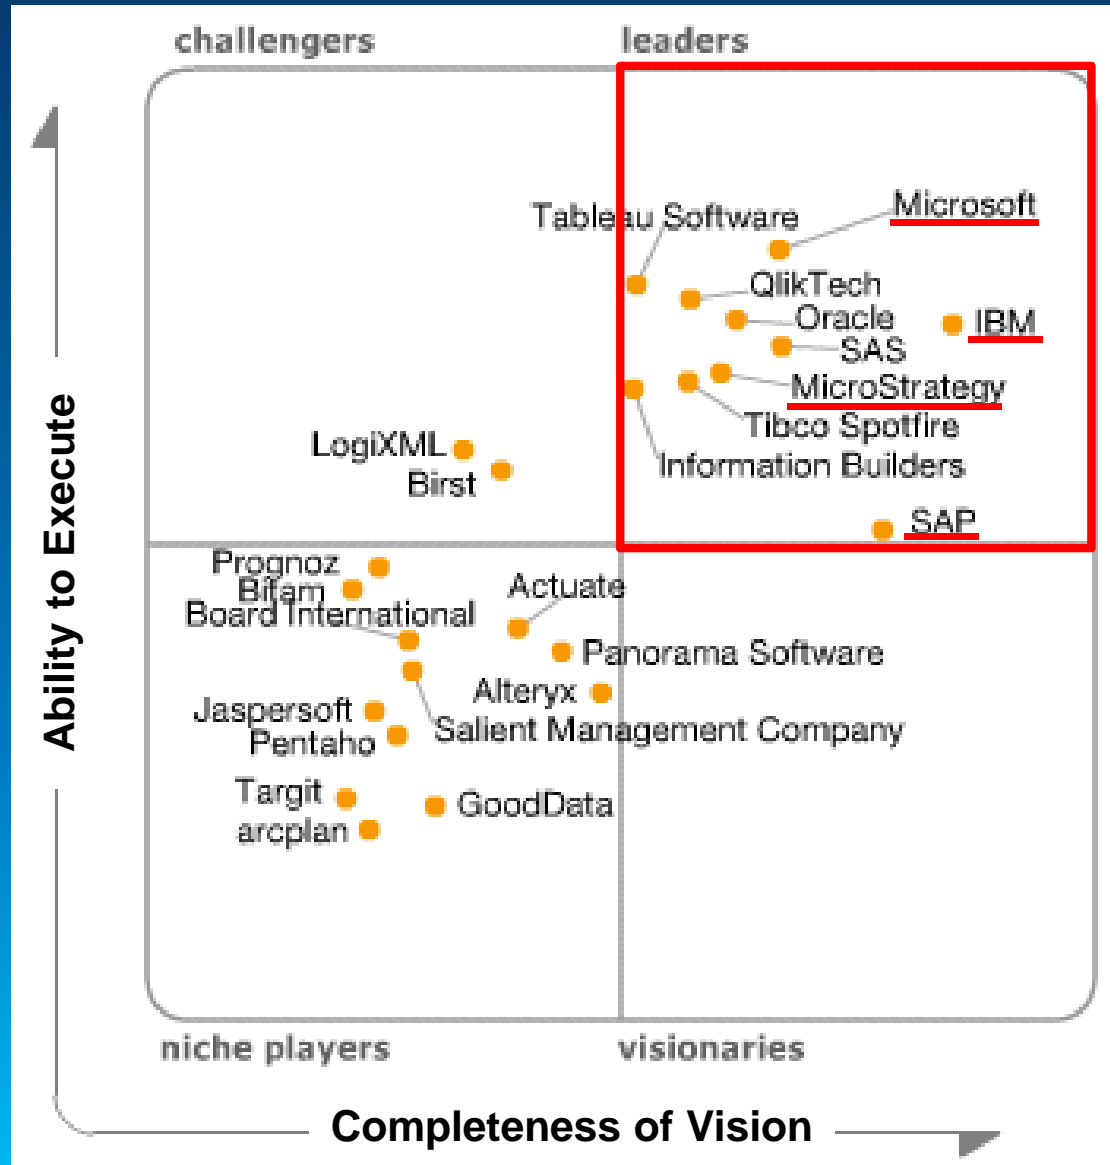 challengers
leaders
Microsoft
Tableau Software
QlikTech
Oracle
IBM
SAS
MicroStrategy
Tibco Spotfire
LogiXML
Information Builders
Birst
SAP
Prognoz
Bitam
Actuate
Board International
Panorama Software
Alteryx
Jaspersoft
Salient Management Company
Pentaho
Targit
GoodData
arcplan
niche players
visionaries
Ability to Execute
Completeness of Vision